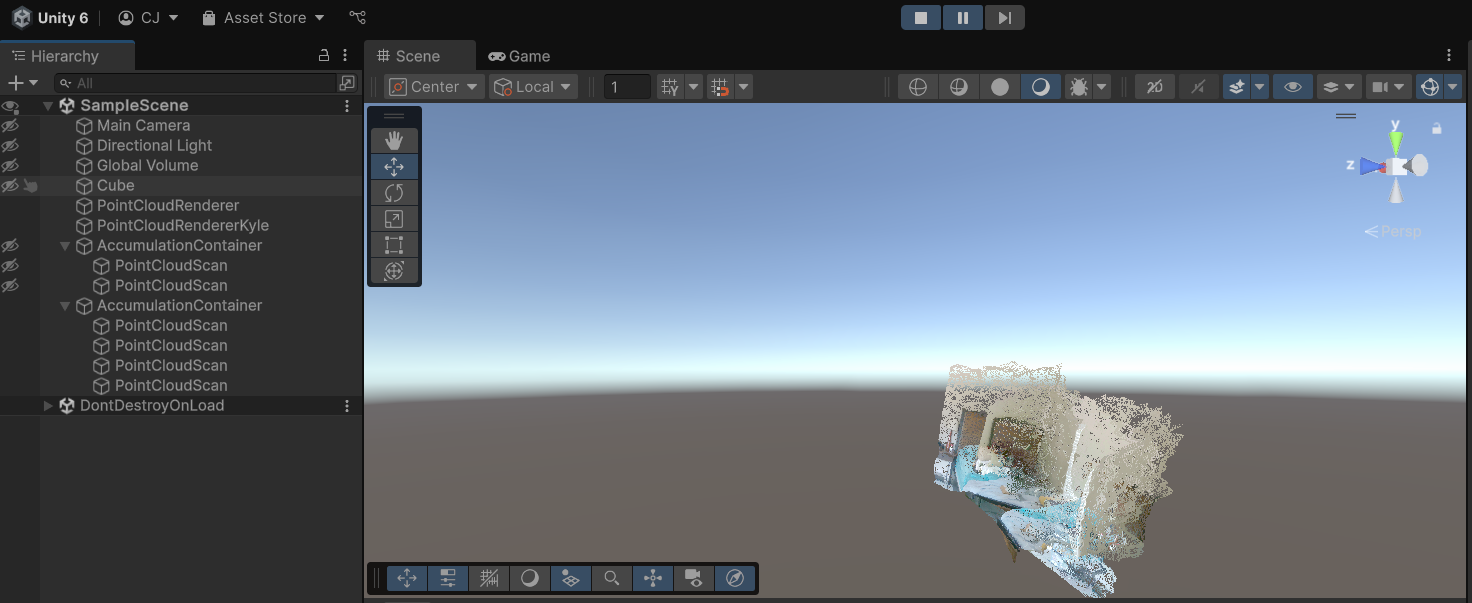 Unity 6 CJ Asset Store
Hierarchy
Scene
Game
All
Center
Local
1
2D
SampleScene
Main Camera
Directional Light
Global Volume
Cube
PointCloudRenderer
PointCloudRendererKyle
AccumulationContainer
PointCloudScan
PointCloudScan
AccumulationContainer
PointCloudScan
PointCloudScan
PointCloudScan
PointCloudScan
DontDestroyOnLoad
y
z
Persp